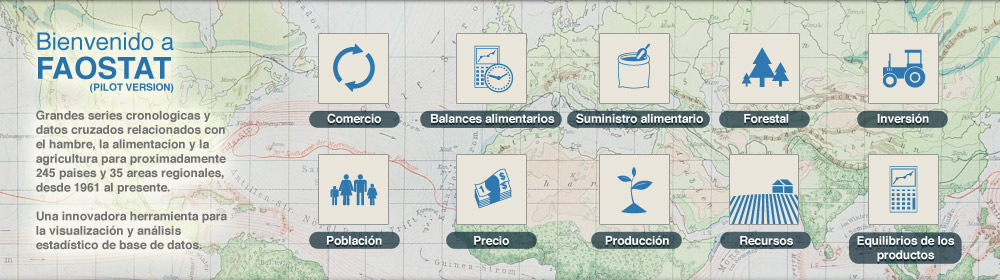 Bienvenido a
FAOSTAT
(PILOT VERSION)
Grandes series cronologicas y
datos cruzados relacionados con
el hambre, la alimentacion y la
agricultura para proximadamente
245 paises y 35 areas regionales,
desde 1961 al presente.
Una innovadora herramienta para
la visualización y análisis
estadístico de base de datos.
Comercio
Balances alimentarios
Suministro alimentario
Forestal
Inversión
Población
Precio
Producción
Recursos
Equilibrios de los
productos